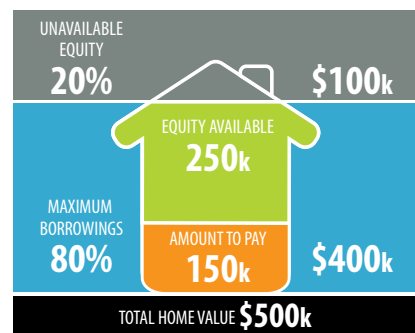 UNAVAILABLE
EQUITY
20%
$100k
EQUITY AVAILABLE
250k
MAXIMUM
BORROWINGS
80%
AMOUNT TO PAY
150k
$400k
TOTAL HOME VALUE $500k